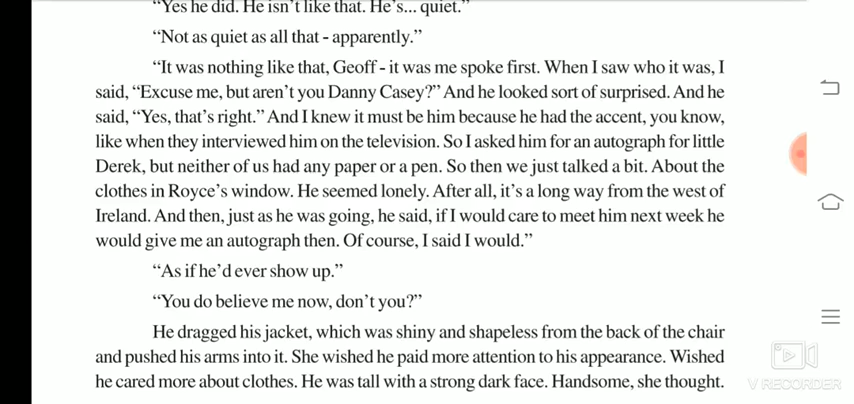 “Yes he did. He isn’t like that. He’s... quiet.”
“Not as quiet as all that - apparently.”
“It was nothing like that, Geoff - it was me spoke first. When I saw who it was, I
said, “Excuse me, but aren’t you Danny Casey?” And he looked sort of surprised. And he
said, “Yes, that’s right.” And I knew it must be him because he had the accent, you know,
like when they interviewed him on the television. So I asked him for an autograph for little
Derek, but neither of us had any paper or a pen. So then we just talked a bit. About the
clothes in Royce’s window. He seemed lonely. After all, it’s a long way from the west of
Ireland. And then, just as he was going, he said, if I would care to meet him next week he
would give me an autograph then. Of course, I said I would.”
“As if he’d ever show up.”
“You do believe me now, don’t you?”
He dragged his jacket, which was shiny and shapeless from the back of the chair
and pushed his arms into it. She wished he paid more attention to his appearance. Wished
he cared more about clothes. He was tall with a strong dark face. Handsome, she thought.
V RECORDER